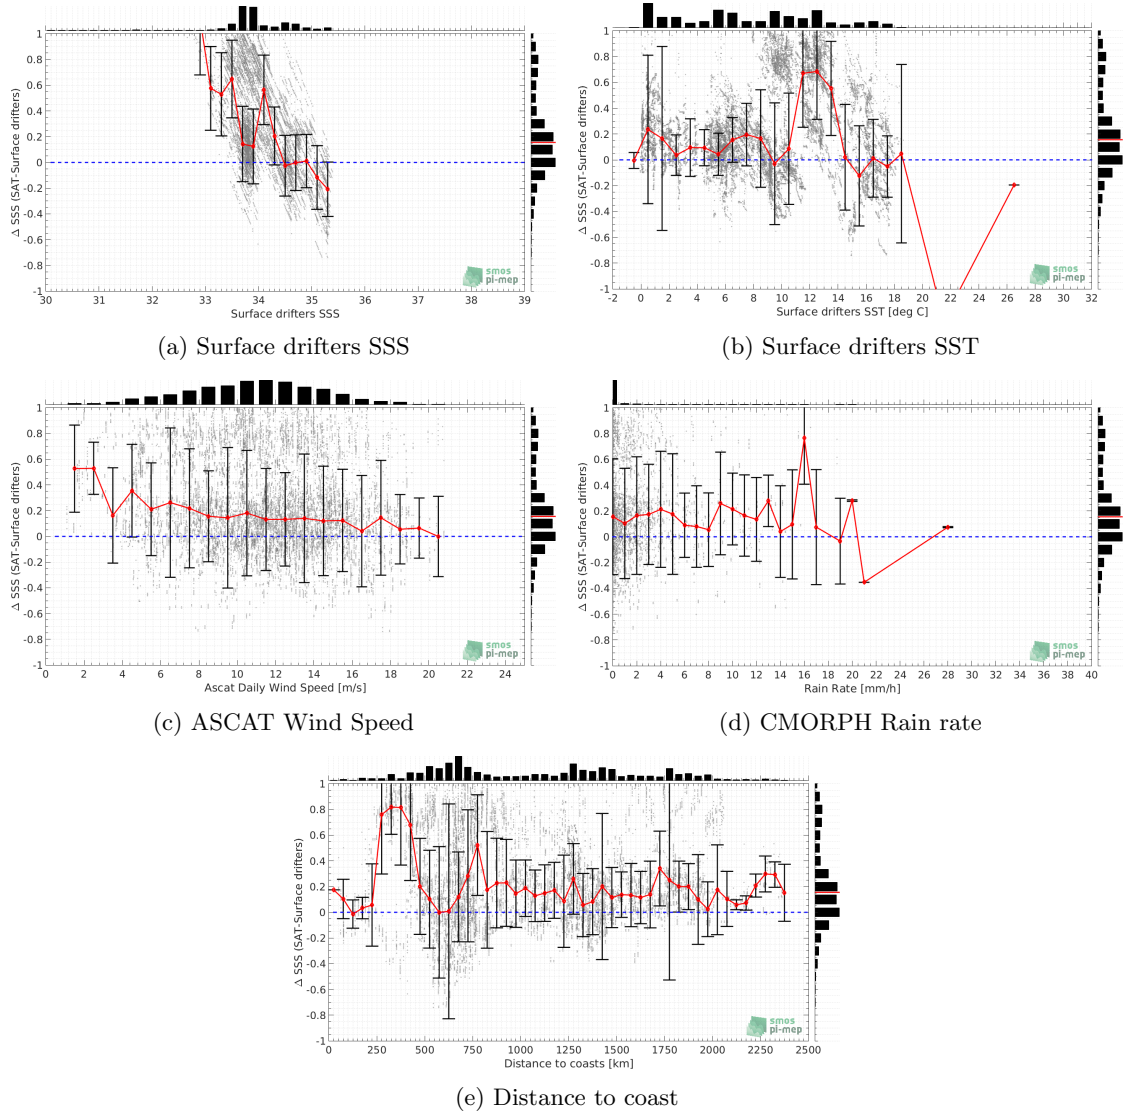 Δ SSS (SAT-Surface drifters)
1
0.8
0.6
0.4
0.2
0
-0.2
-0.4
-0.6
-0.8
-1
30 31 32 33 34 35 36 37 38 39
Surface drifters SSS
smos
pi-mep
(a) Surface drifters SSS
Δ SSS (SAT-Surface drifters)
1
0.8
0.6
0.4
0.2
0
-0.2
-0.4
-0.6
-0.8
-1
-2 0 2 4 6 8 10 12 14 16 18 20 22 24 26 28 30 32
Surface drifters SST [deg C]
smos
pi-mep
(b) Surface drifters SST
Δ SSS (SAT-Surface drifters)
1
0.8
0.6
0.4
0.2
0
-0.2
-0.4
-0.6
-0.8
-1
0 2 4 6 8 10 12 14 16 18 20 22 24
Ascat Daily Wind Speed [m/s]
smos
pi-mep
(c) ASCAT Wind Speed
Δ SSS (SAT-Surface drifters)
1
0.8
0.6
0.4
0.2
0
-0.2
-0.4
-0.6
-0.8
-1
0 2 4 6 8 10 12 14 16 18 20 22 24 26 28 30 32 34 36 38 40
Rain Rate [mm/h]
smos
pi-mep
(d) CMORPH Rain rate
Δ SSS (SAT-Surface drifters)
1
0.8
0.6
0.4
0.2
0
-0.2
-0.4
-0.6
-0.8
-1
0 250 500 750 1000 1250 1500 1750 2000 2250 2500
Distance to coasts [km]
smos
pi-mep
(e) Distance to coast